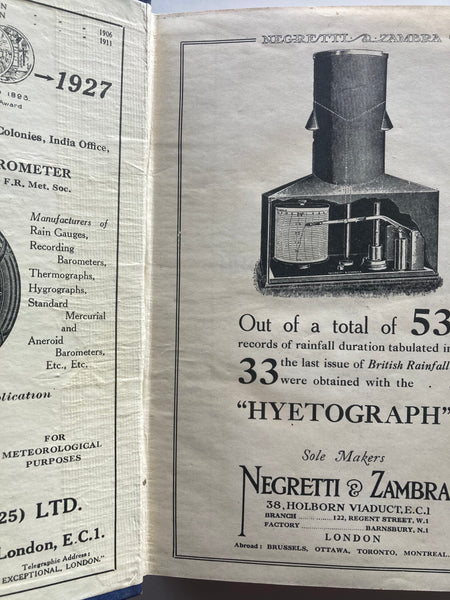 1906
1911
→1927
Award
Colonies, India Office,
F.R. Met. Soc.
Manufacturers of
Rain Gauges,
Recording
Barometers,
Thermographs,
Hygrographs,
Standard
Mercurial
and
Aneroid
Barometers,
Etc., Etc.
FOR
METEOROLOGICAL
PURPOSES
25) LTD.
London, E.C.1.
Telegraphic Address:
EXCEPTIONAL, LONDON."
NEGRETTI & ZAMBRA
Out of a total of 53
records of rainfall duration tabulated in
33 the last issue of British Rainfall
were obtained with the
"HYETOGRAPH"
Sole Makers
NEGRETTI & ZAMBRA
38, HOLBORN VIADUCT, E.C.1
BRANCH ........... 122, REGENT STREET, W.1
FACTORY ........... BARNSBURY, N.1
LONDON
Abroad: BRUSSELS, OTTAWA, TORONTO, MONTREAL.